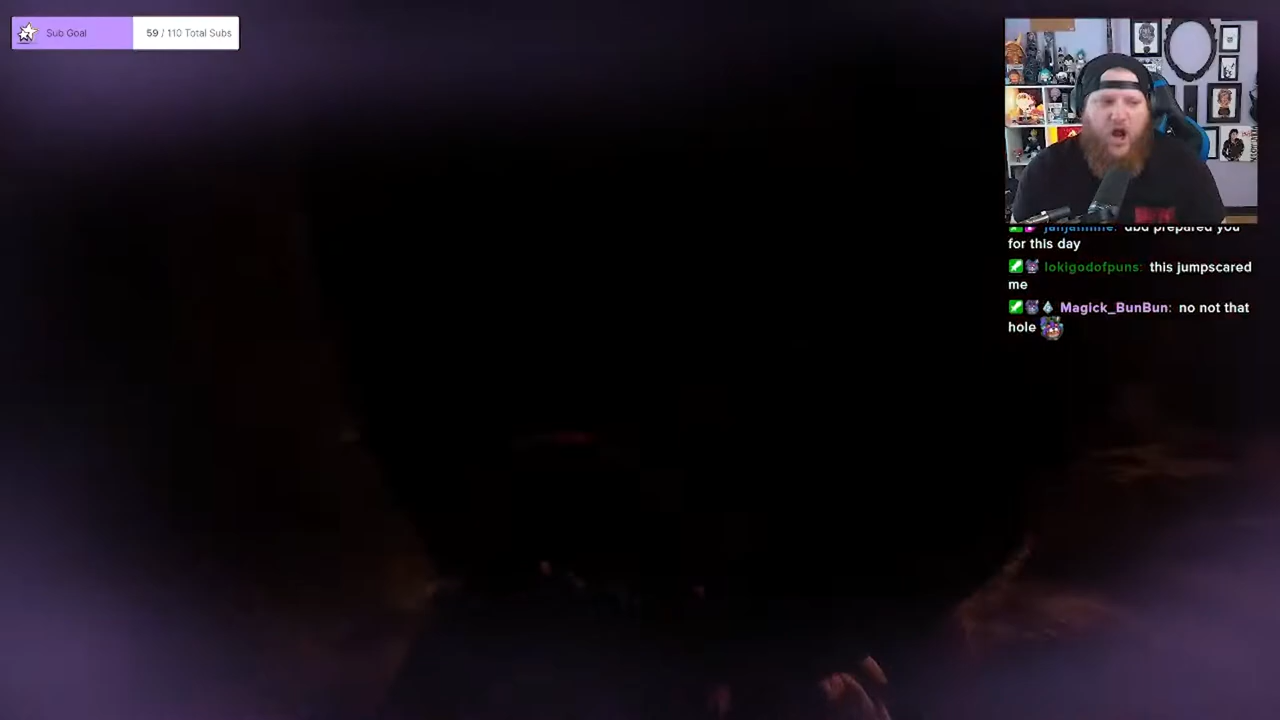 Sub Goal
59 / 110 Total Subs
prepared you
for this day
lokigodofpuns: this jumpscared
me
Magick_BunBun: no not that
hole